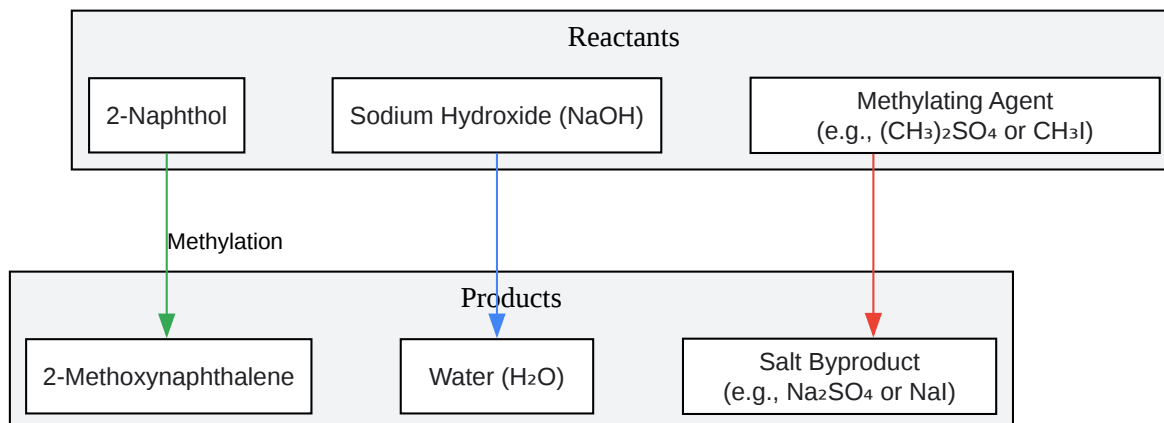 Reactants
2-Naphthol
Sodium Hydroxide (NaOH)
Methylating Agent
(e.g., (CH₃)₂SO₄ or CH₃I)
Methylation
Products
2-Methoxynaphthalene
Water (H₂O)
Salt Byproduct
(e.g., Na₂SO₄ or NaI)